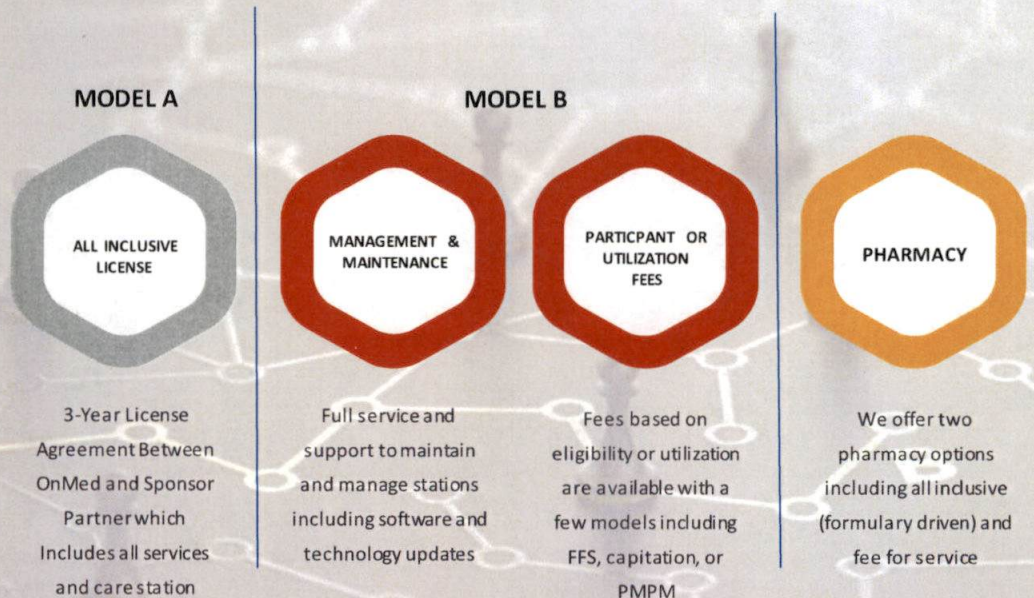 MODEL A
ALL INCLUSIVE
LICENSE
3-Year License
Agreement Between
OnMed and Sponsor
Partner which
Includes all services
and care station
MODEL B
MANAGEMENT &
MAINTENANCE
Full service and
support to maintain
and manage stations
including software and
technology updates
PARTICPANT OR
UTILIZATION
FEES
Fees based on
eligibility or utilization
are available with a
few models including
FFS, capitation, or
PMPM
PHARMACY
We offer two
pharmacy options
including all inclusive
(formulary driven) and
fee for service